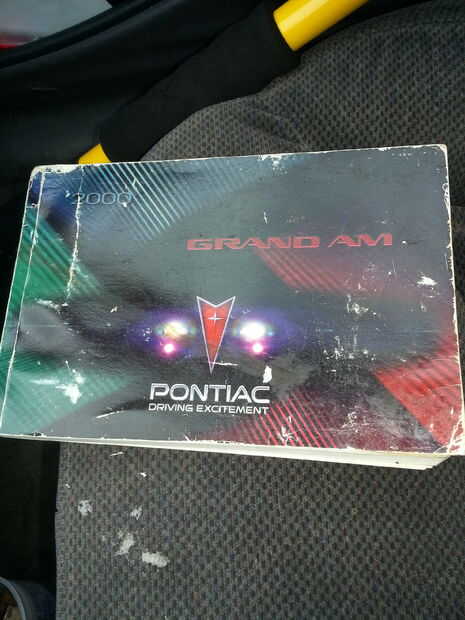 2000
GRAND AM
PONTIAC
DRIVING EXCITEMENT